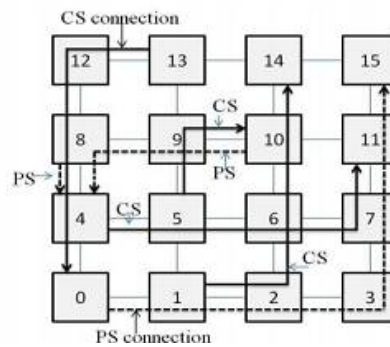 CS connection
12 13 14 15
CS
8 9 10 11
PS PS
4 CS 5 6 7
CS
0 1 2 3
PS connection